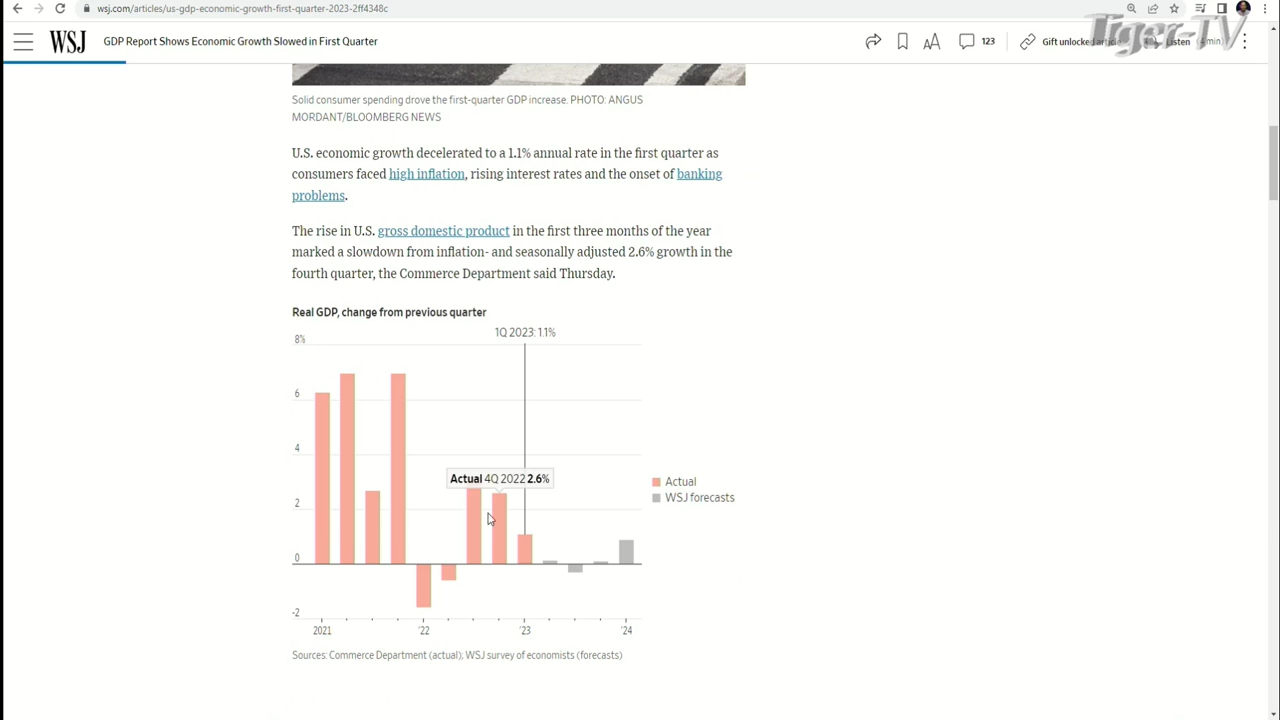 wsj.com/articles/us-gdp-economic-growth-first-quarter-2023-2ff4348c
WSJ
GDP Report Shows Economic Growth Slowed in First Quarter
123
Gift unlocked article
Listen
Tiger-TV
Solid consumer spending drove the first-quarter GDP increase. PHOTO: ANGUS
MORDANT/BLOOMBERG NEWS
U.S. economic growth decelerated to a 1.1% annual rate in the first quarter as
consumers faced high inflation, rising interest rates and the onset of banking
problems.
The rise in U.S. gross domestic product in the first three months of the year
marked a slowdown from inflation- and seasonally adjusted 2.6% growth in the
fourth quarter, the Commerce Department said Thursday.
Real GDP, change from previous quarter
1Q 2023: 1.1%
8%
6
4
Actual 4Q 2022 2.6%
Actual
WSJ forecasts
2
0
-2
2021 '22 '23 '24
Sources: Commerce Department (actual); WSJ survey of economists (forecasts)